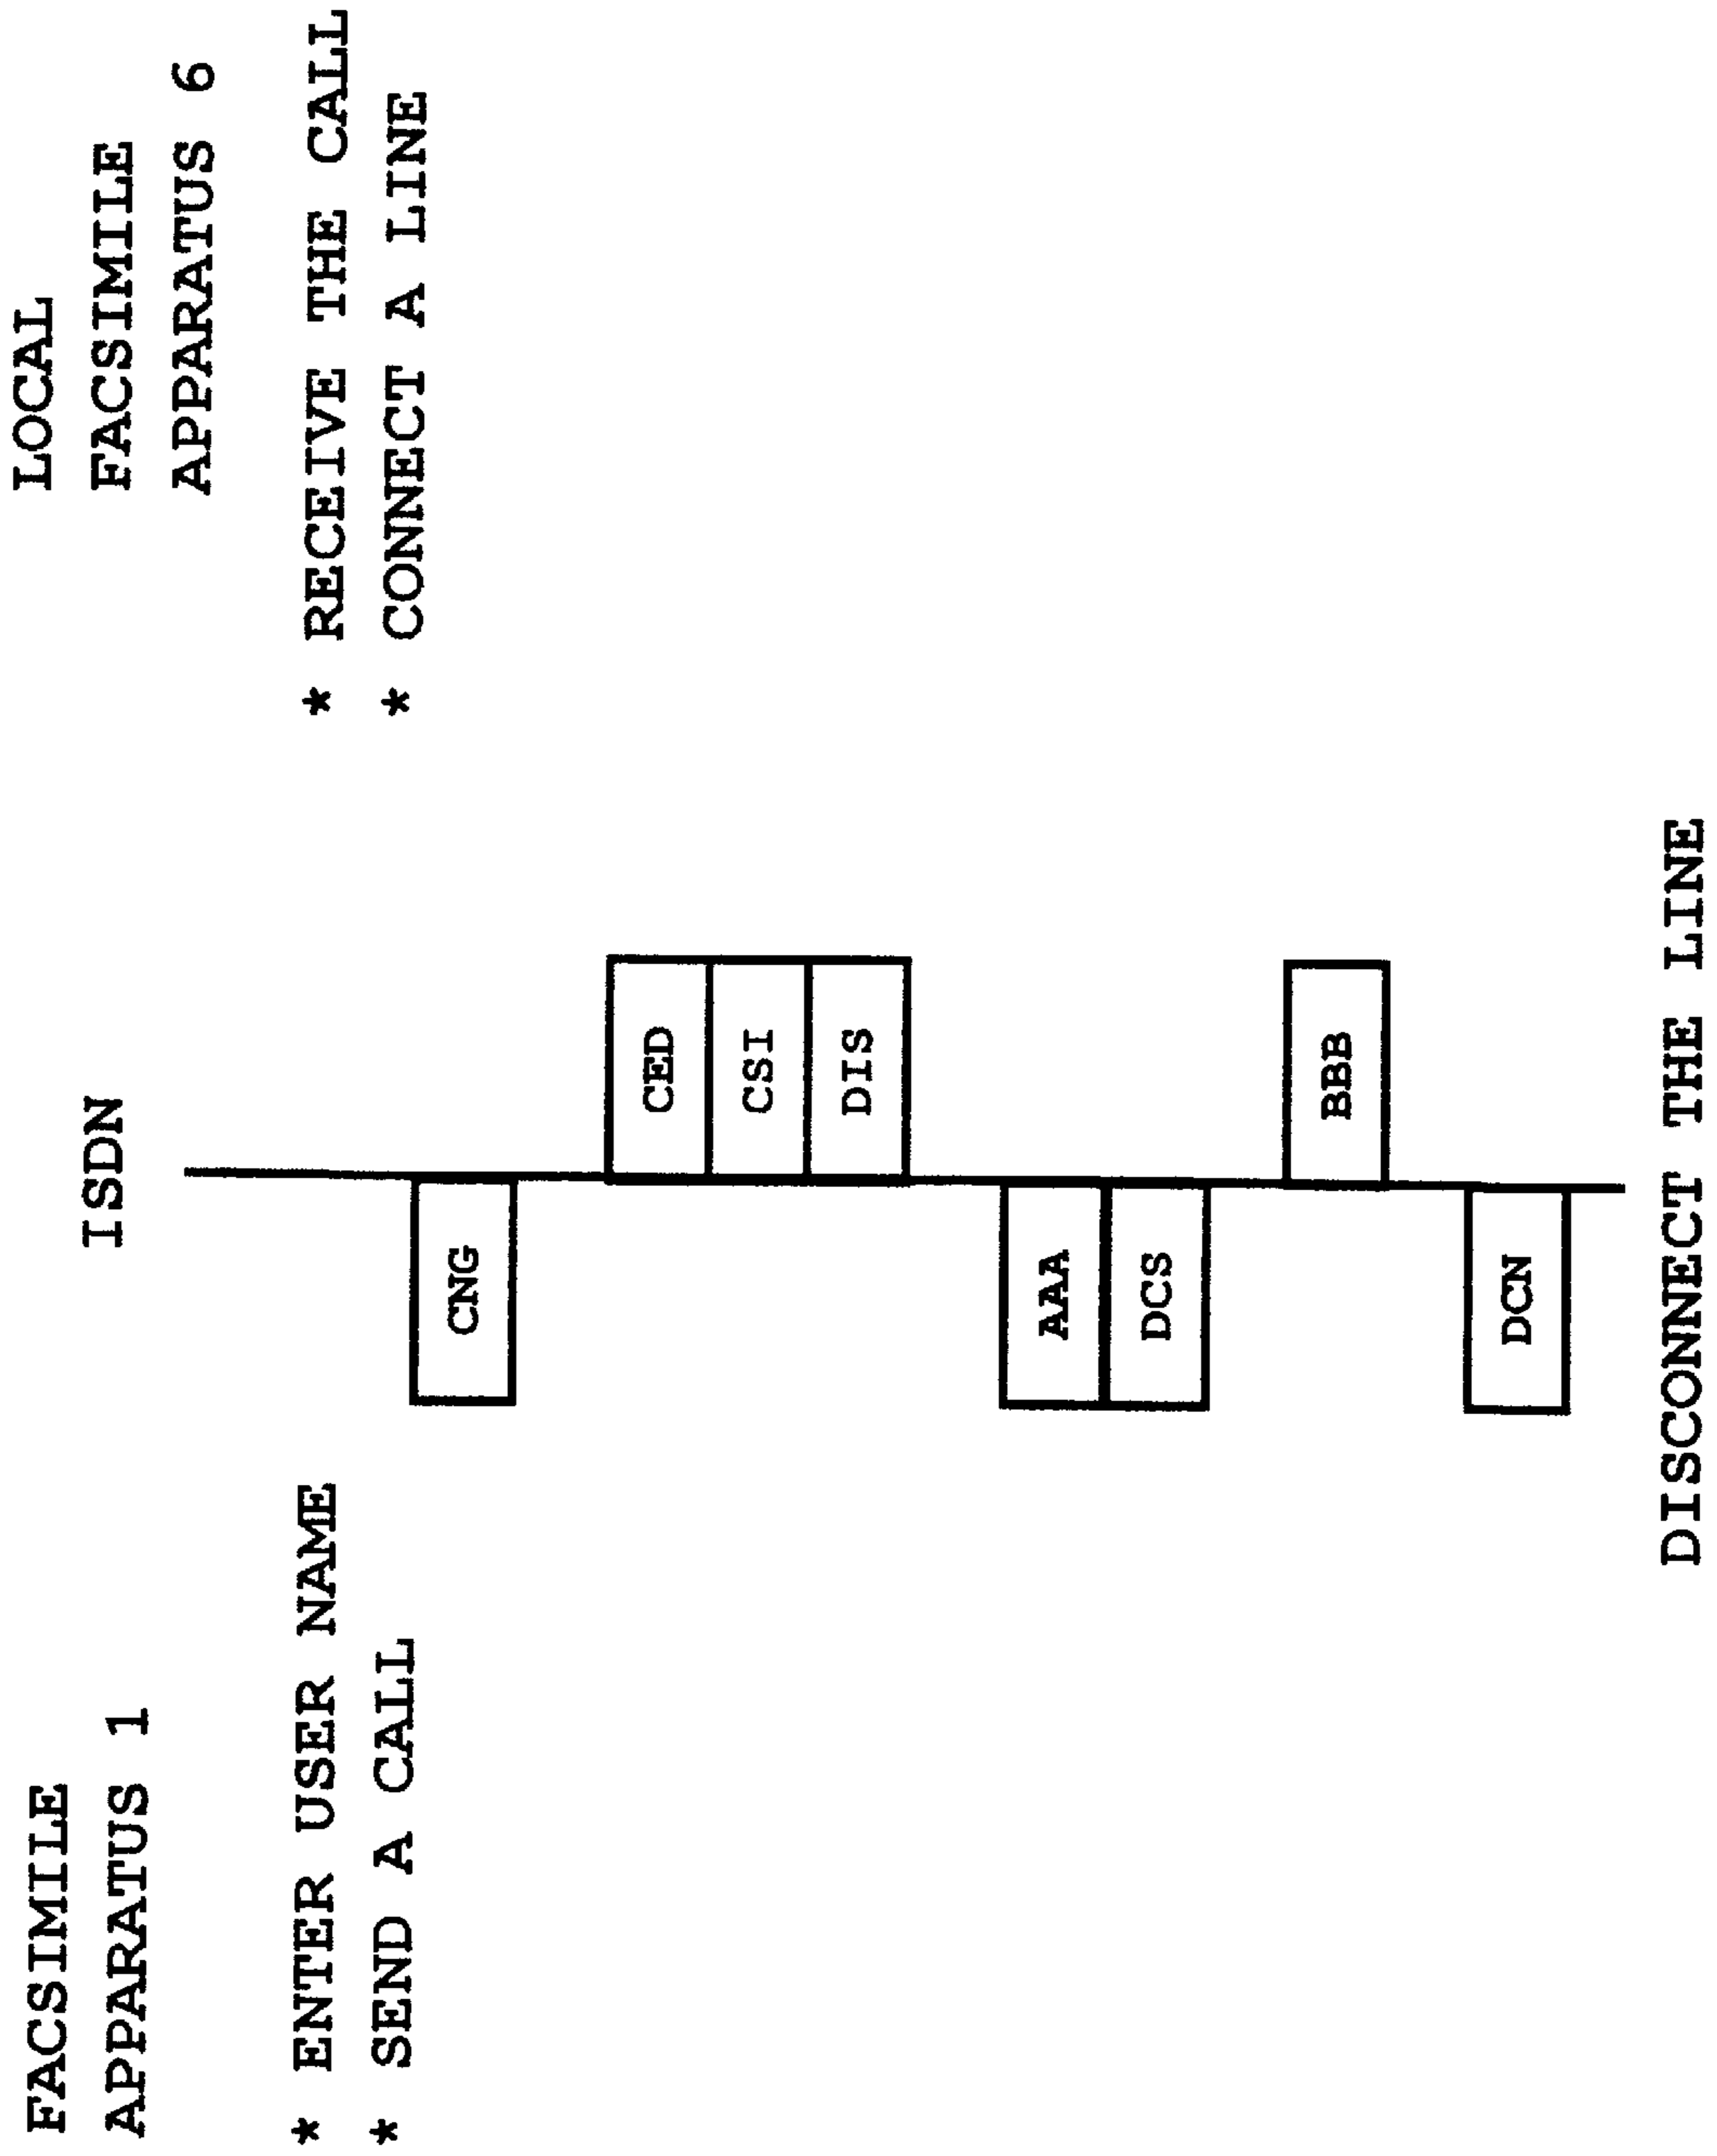 FACSIMILE
APPARATUS 1
ISDN
LOCAL
FACSIMILE
APPARATUS 6
* ENTER USER NAME
* SEND A CALL
* RECEIVE THE CALL
* CONNECT A LINE
CNG
CED
CSI
DIS
AAA
DCS
BBB
DCN
DISCONNECT THE LINE